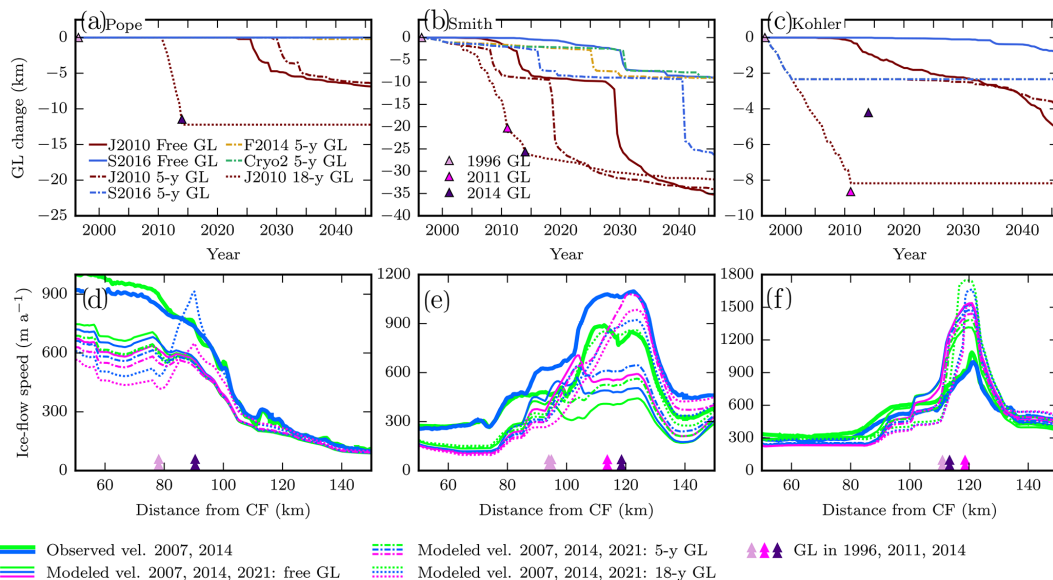 (a) Pope
(b) Smith
(c) Kohler
GL change (km)
0
−5
−10
−15
−20
−25
J2010 Free GL
S2016 Free GL
J2010 5-y GL
S2016 5-y GL
F2014 5-y GL
Cryo2 5-y GL
J2010 18-y GL
2000 2010 2020 2030 2040
Year
0
−5
−10
−15
−20
−25
−30
−35
−40
1996 GL
2011 GL
2014 GL
2000 2010 2020 2030 2040
Year
0
−2
−4
−6
−8
−10
2000 2010 2020 2030 2040
Year
(d)
(e)
(f)
Ice-flow speed (m a⁻¹)
900
600
300
0
60 80 100 120 140
Distance from CF (km)
1200
900
600
300
0
60 80 100 120 140
Distance from CF (km)
1800
1500
1200
900
600
300
0
60 80 100 120 140
Distance from CF (km)
Observed vel. 2007, 2014
Modeled vel. 2007, 2014, 2021: free GL
Modeled vel. 2007, 2014, 2021: 5-y GL
Modeled vel. 2007, 2014, 2021: 18-y GL
GL in 1996, 2011, 2014